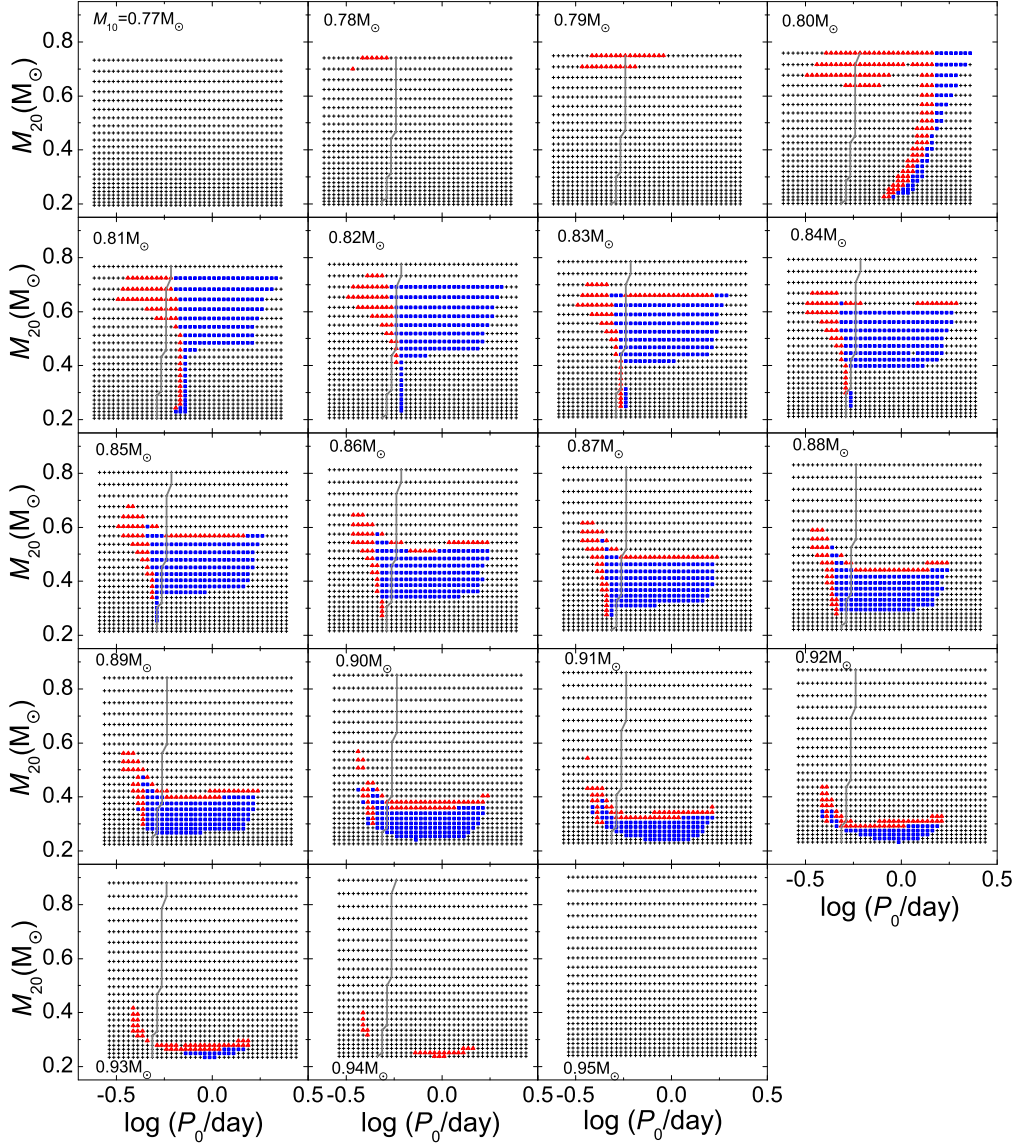 M₁₀=0.77M⊙
0.78M⊙
0.79M⊙
0.80M⊙
M₂₀(M⊙)
0.8
0.6
0.4
0.2
0.81M⊙
0.82M⊙
0.83M⊙
0.84M⊙
M₂₀(M⊙)
0.8
0.6
0.4
0.2
0.85M⊙
0.86M⊙
0.87M⊙
0.88M⊙
M₂₀(M⊙)
0.8
0.6
0.4
0.2
0.89M⊙
0.90M⊙
0.91M⊙
0.92M⊙
M₂₀(M⊙)
0.8
0.6
0.4
0.2
-0.5 0.0 0.5
log (P₀/day)
M₂₀(M⊙)
0.8
0.6
0.4
0.2
0.93M⊙
0.94M⊙
0.95M⊙
-0.5 0.0 0.5 -0.5 0.0 0.5 -0.5 0.0 0.5
log (P₀/day) log (P₀/day) log (P₀/day)